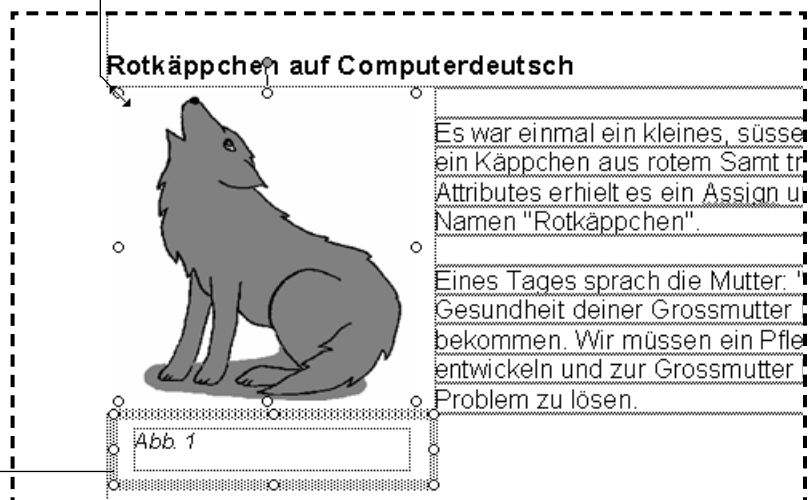 Rotkäppchen auf Computerdeutsch
Es war einmal ein kleines, süsse
ein Käppchen aus rotem Samt tr
Attributes erhielt es ein Assign u
Namen "Rotkäppchen".
Eines Tages sprach die Mutter: "
Gesundheit deiner Grossmutter
bekommen. Wir müssen ein Pfle
entwickeln und zur Grossmutter
Problem zu lösen.
Abb. 1